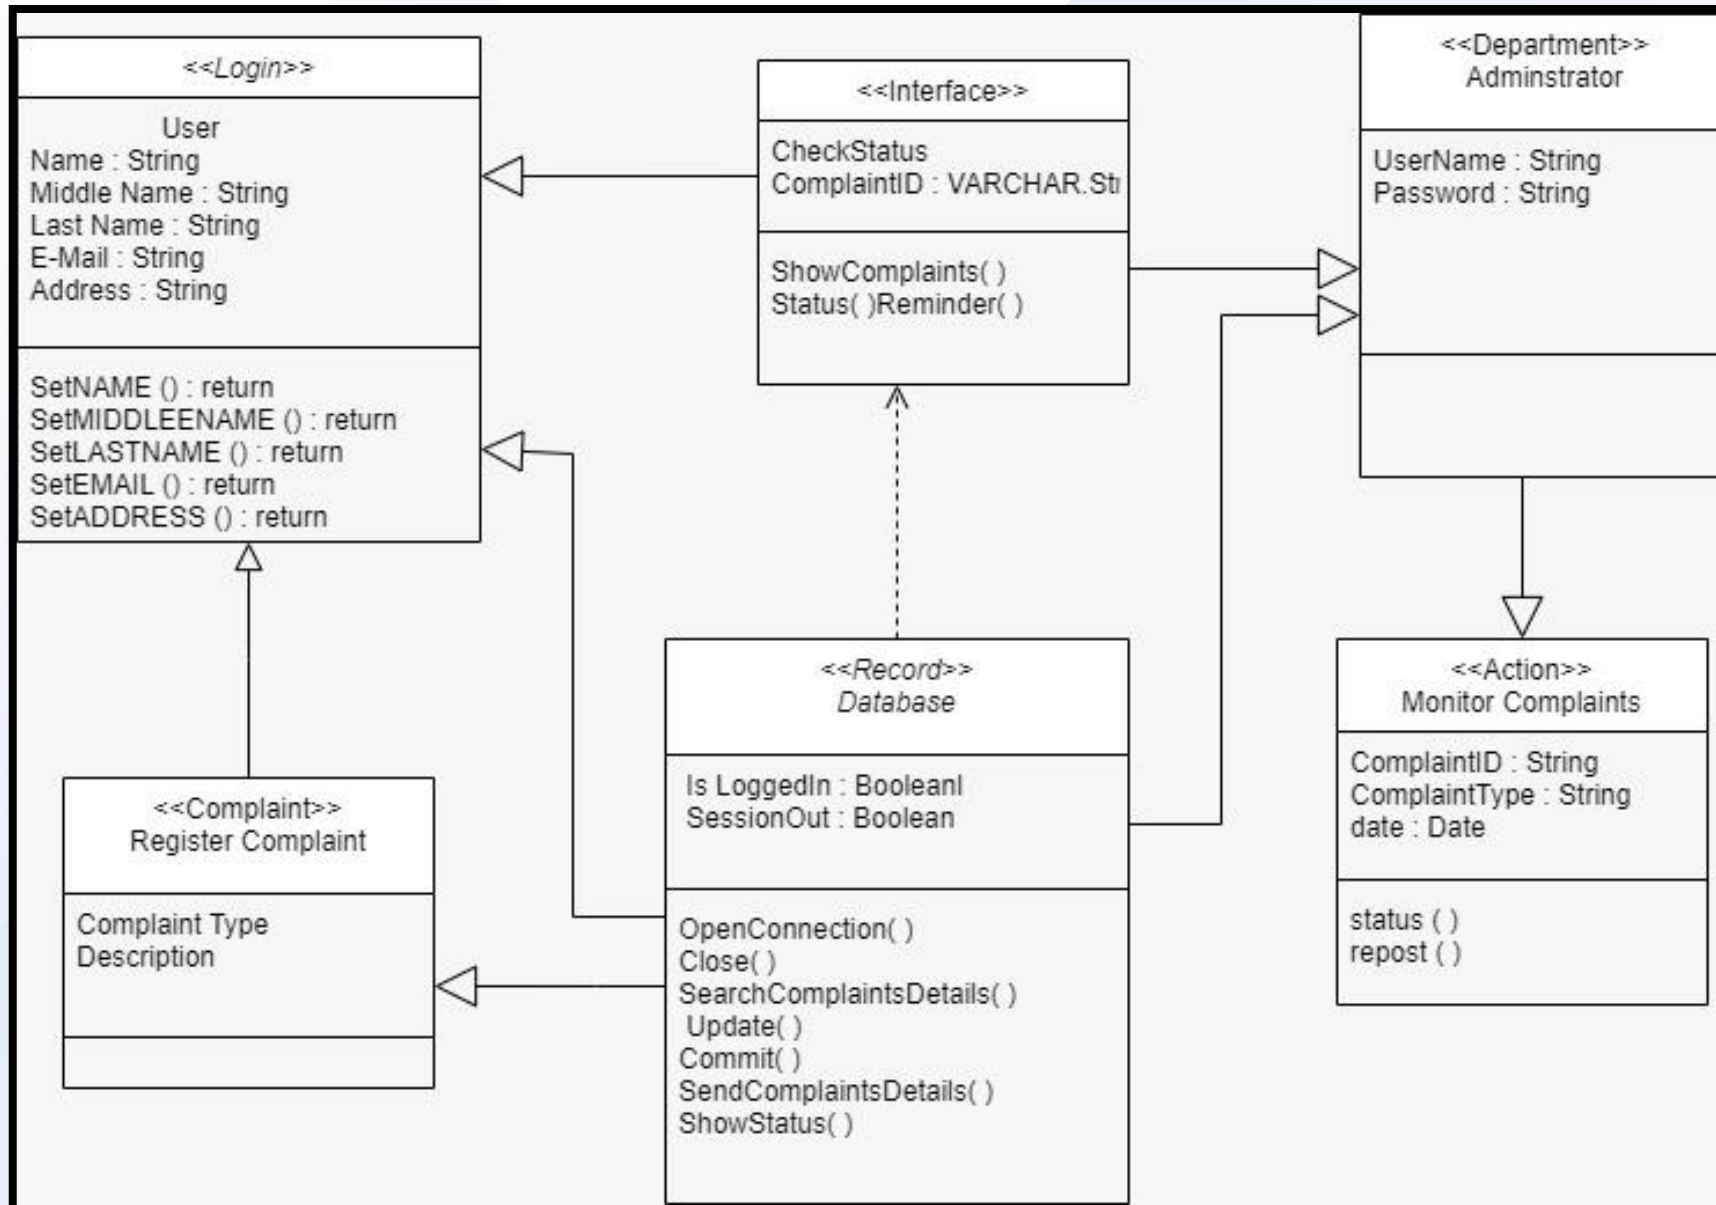 <<Login>>
User
Name : String
Middle Name : String
Last Name : String
E-Mail : String
Address : String
SetNAME () : return
SetMIDDLEENAME () : return
SetLASTNAME () : return
SetEMAIL () : return
SetADDRESS () : return
<<Interface>>
CheckStatus
ComplaintID : VARCHAR.Stri
ShowComplaints( )
Status( )Reminder( )
<<Department>>
Adminstrator
UserName : String
Password : String
<<Complaint>>
Register Complaint
Complaint Type
Description
<<Record>>
Database
Is LoggedIn : BooleanI
SessionOut : Boolean
OpenConnection( )
Close( )
SearchComplaintsDetails( )
Update( )
Commit( )
SendComplaintsDetails( )
ShowStatus( )
<<Action>>
Monitor Complaints
ComplaintID : String
ComplaintType : String
date : Date
status ( )
repost ( )